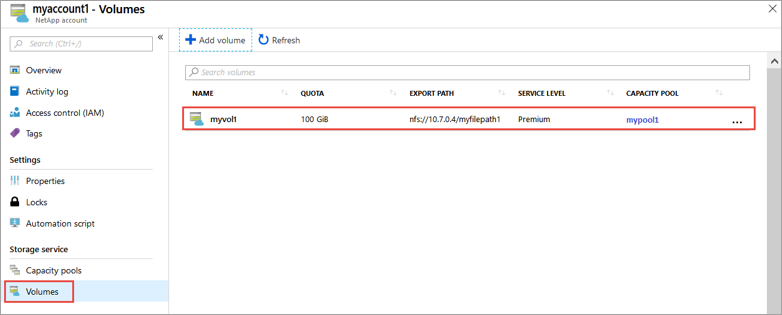 myaccount1 - Volumes
NetApp account
Search (Ctrl+/)
«
Overview
Activity log
Access control (IAM)
Tags
Settings
Properties
Locks
Automation script
Storage service
Capacity pools
Volumes
Add volume Refresh
Search volumes
NAME QUOTA EXPORT PATH SERVICE LEVEL CAPACITY POOL
myvol1 100 GiB nfs://10.7.0.4/myfilepath1 Premium mypool1 ...